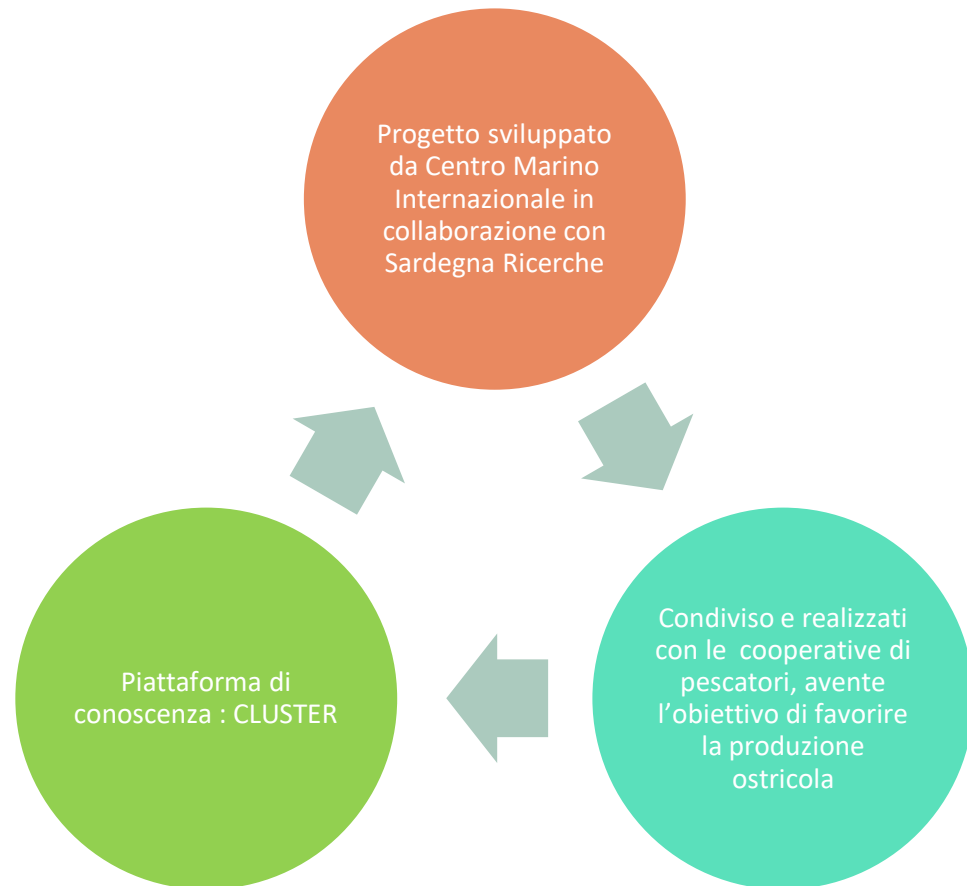 Progetto sviluppato
da Centro Marino
Internazionale in
collaborazione con
Sardegna Ricerche
Condiviso e realizzati
con le cooperative di
pescatori, avente
l'obiettivo di favorire
la produzione
ostricola
Piattaforma di
conoscenza : CLUSTER